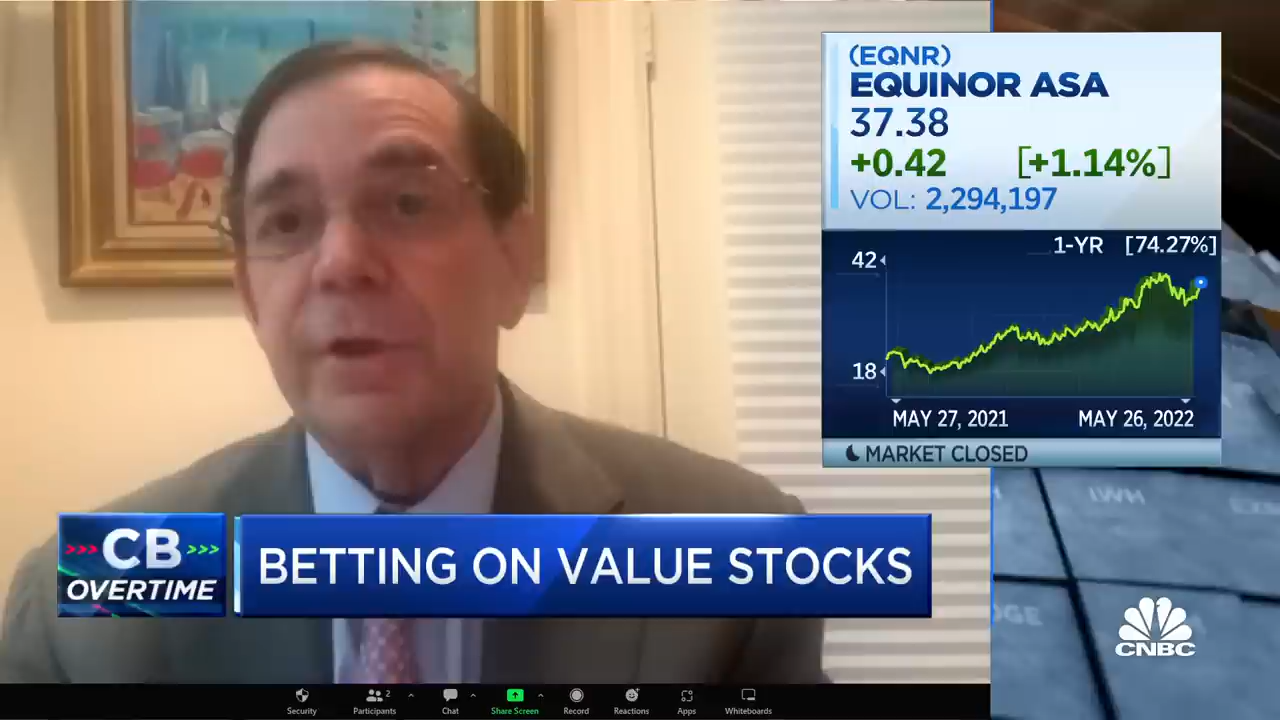 (EQNR)
EQUINOR ASA
37.38
+0.42 [+1.14%]
VOL: 2,294,197
1-YR [74.27%]
42
18
MAY 27, 2021 MAY 26, 2022
MARKET CLOSED
>>> CB >>>
OVERTIME
BETTING ON VALUE STOCKS
CNBC
Security
Participants 2
Chat
Share Screen
Record
Reactions
Apps
Whiteboards